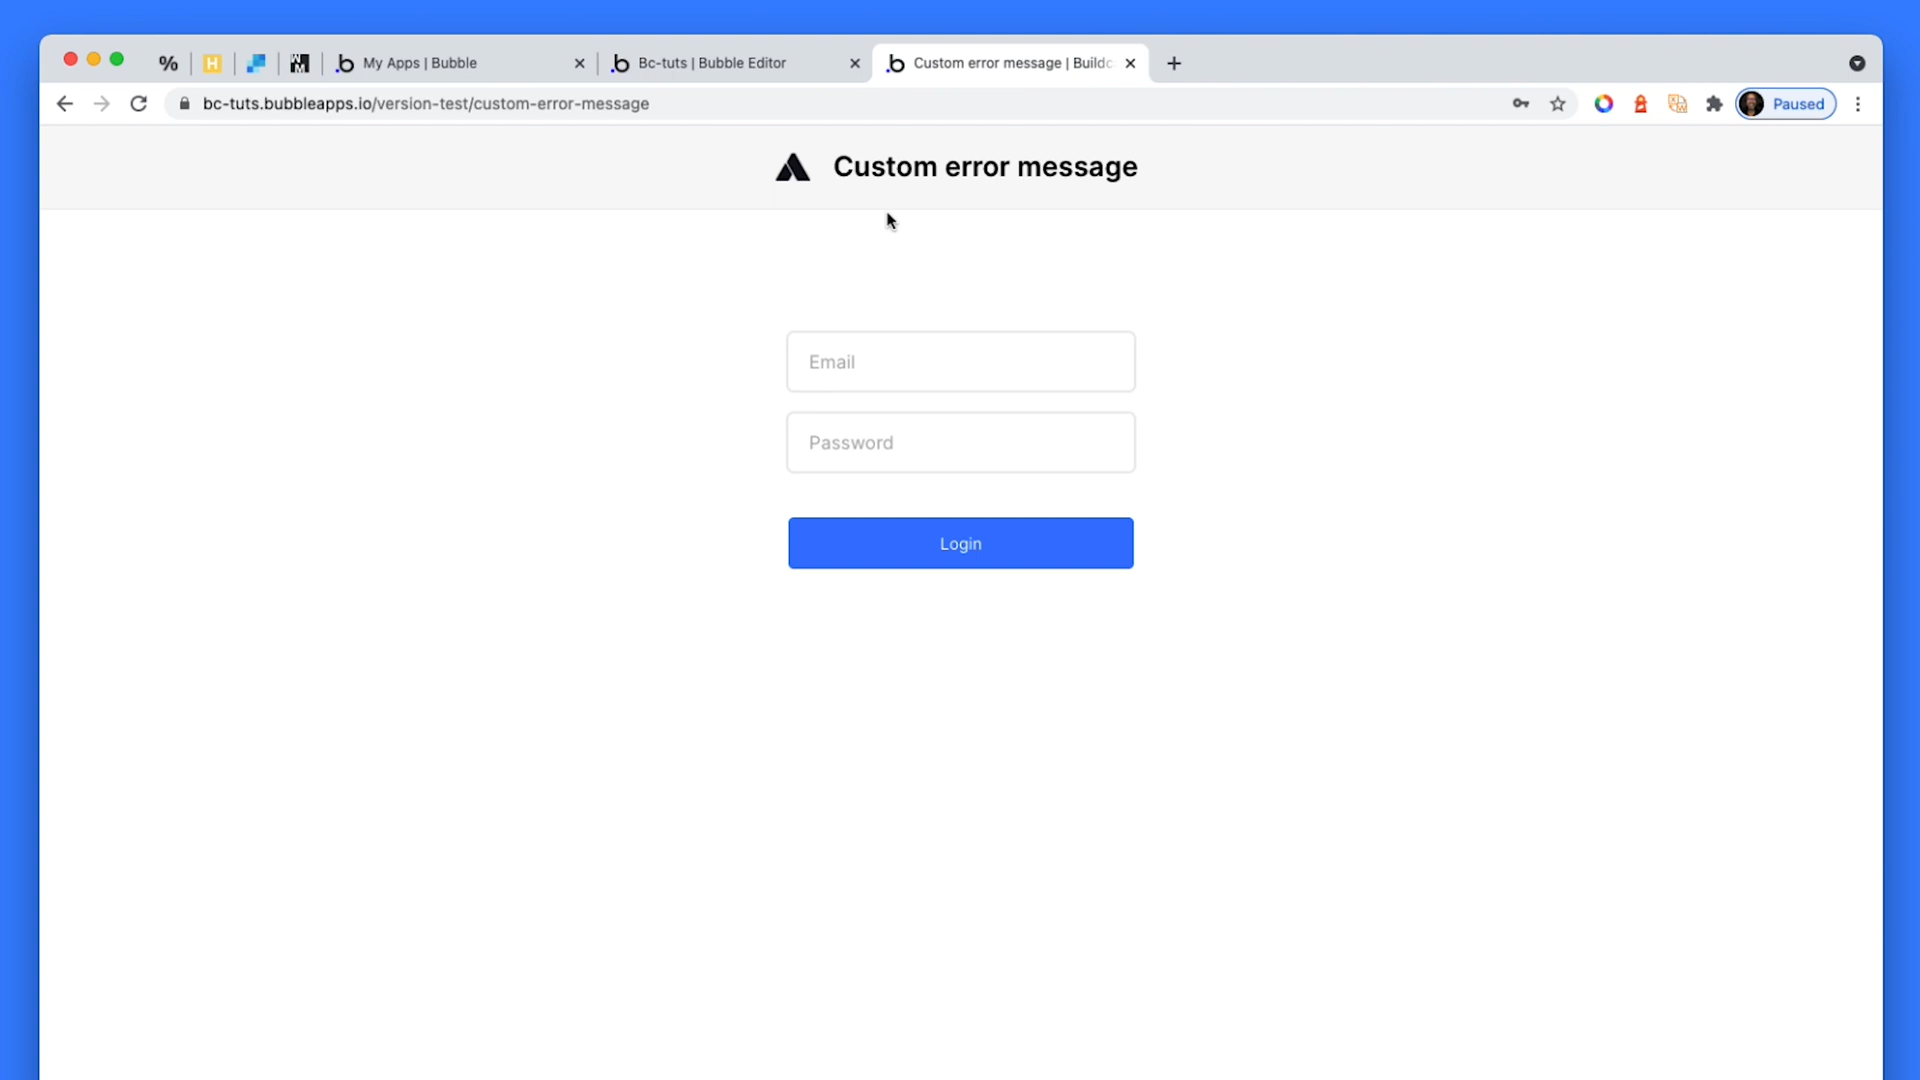 %
H
My Apps | Bubble
Bc-tuts | Bubble Editor
Custom error message | Buildc
bc-tuts.bubbleapps.io/version-test/custom-error-message
Paused
Custom error message
Email
Password
Login